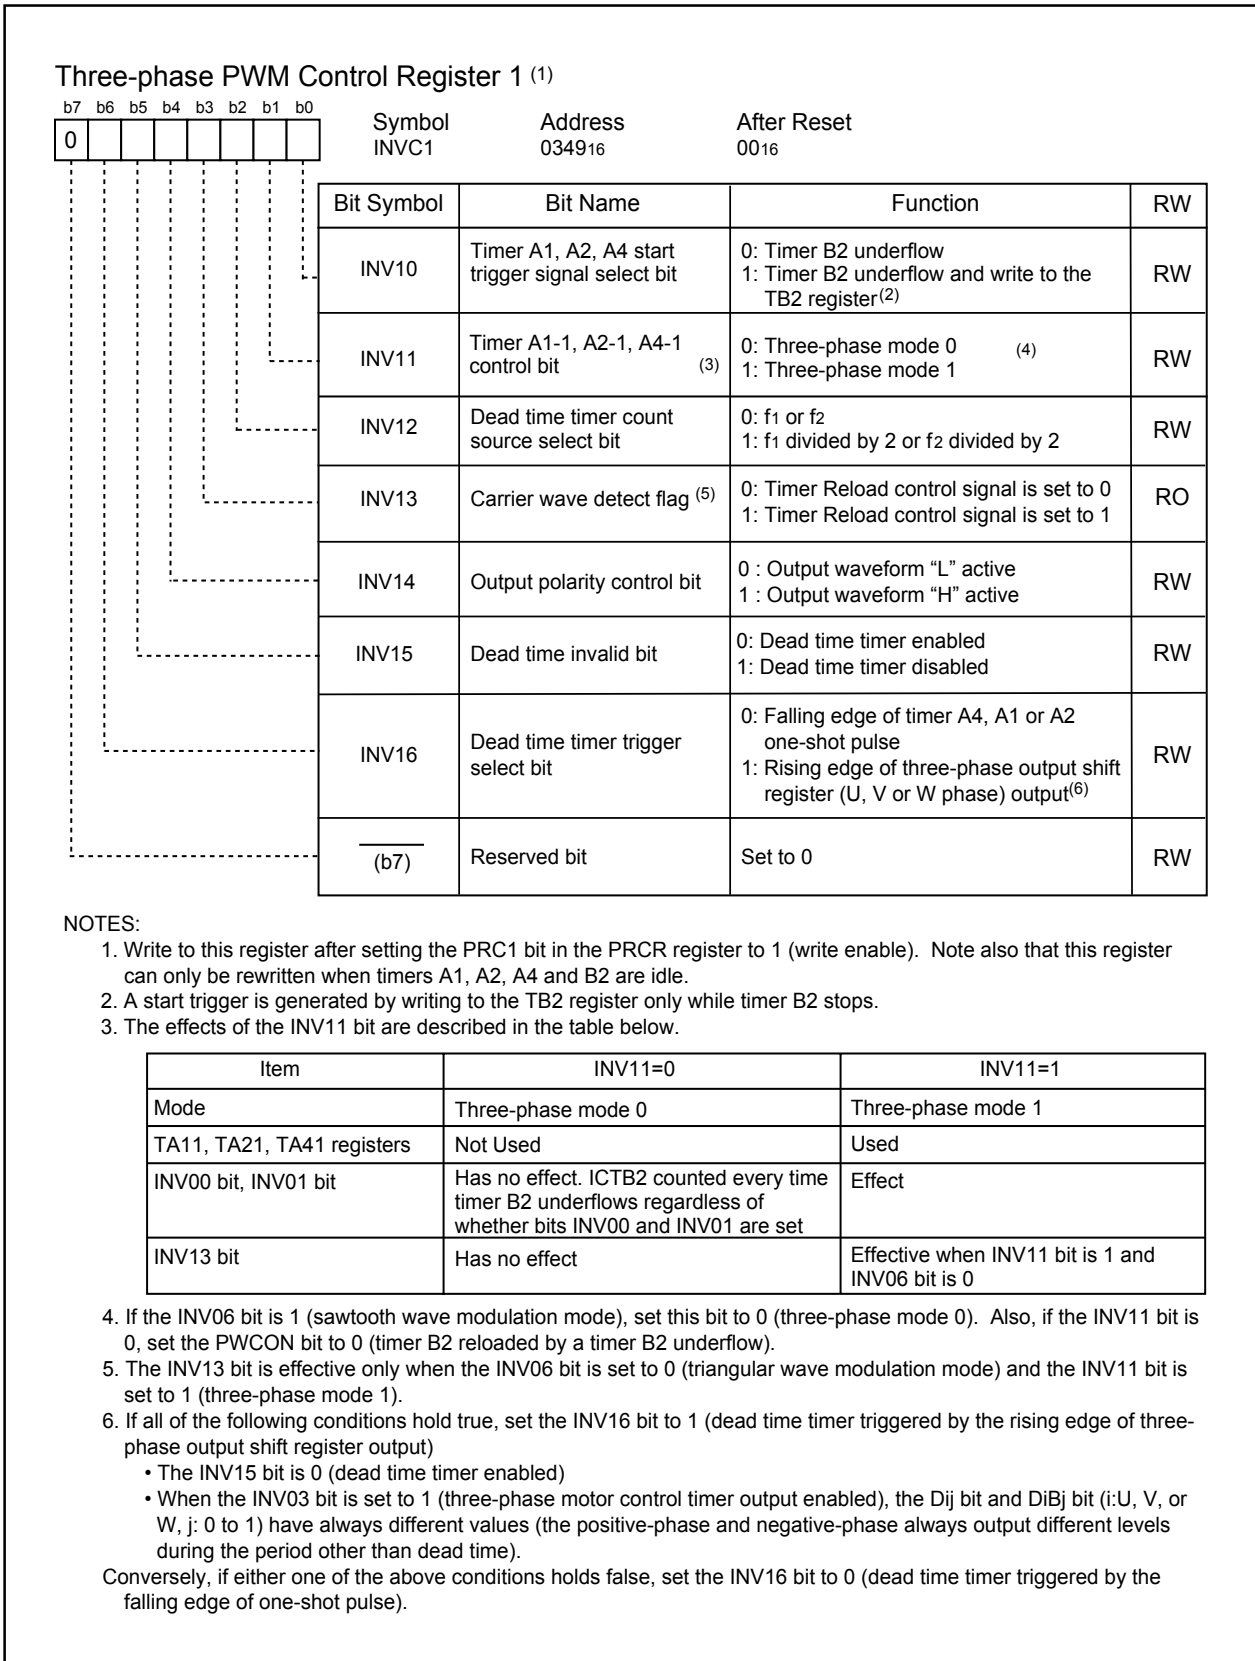 Three-phase PWM Control Register 1 (1)
b7 b6 b5 b4 b3 b2 b1 b0
0
Symbol Address After Reset
INVC1 034916 0016
Bit Symbol Bit Name Function RW
INV10
Timer A1, A2, A4 start
trigger signal select bit
0: Timer B2 underflow
1: Timer B2 underflow and write to the
TB2 register(2)
RW
INV11
Timer A1-1, A2-1, A4-1
control bit (3)
0: Three-phase mode 0 (4)
1: Three-phase mode 1
RW
INV12
Dead time timer count
source select bit
0: f1 or f2
1: f1 divided by 2 or f2 divided by 2
RW
INV13
Carrier wave detect flag (5)
0: Timer Reload control signal is set to 0
1: Timer Reload control signal is set to 1
RO
INV14
Output polarity control bit
0 : Output waveform “L” active
1 : Output waveform “H” active
RW
INV15
Dead time invalid bit
0: Dead time timer enabled
1: Dead time timer disabled
RW
INV16
Dead time timer trigger
select bit
0: Falling edge of timer A4, A1 or A2
one-shot pulse
1: Rising edge of three-phase output shift
register (U, V or W phase) output(6)
RW
(b7)
Reserved bit
Set to 0
RW
NOTES:
1. Write to this register after setting the PRC1 bit in the PRCR register to 1 (write enable). Note also that this register
can only be rewritten when timers A1, A2, A4 and B2 are idle.
2. A start trigger is generated by writing to the TB2 register only while timer B2 stops.
3. The effects of the INV11 bit are described in the table below.
Item INV11=0 INV11=1
Mode Three-phase mode 0 Three-phase mode 1
TA11, TA21, TA41 registers Not Used Used
INV00 bit, INV01 bit
Has no effect. ICTB2 counted every time
timer B2 underflows regardless of
whether bits INV00 and INV01 are set
Effect
INV13 bit
Has no effect
Effective when INV11 bit is 1 and
INV06 bit is 0
4. If the INV06 bit is 1 (sawtooth wave modulation mode), set this bit to 0 (three-phase mode 0). Also, if the INV11 bit is
0, set the PWCON bit to 0 (timer B2 reloaded by a timer B2 underflow).
5. The INV13 bit is effective only when the INV06 bit is set to 0 (triangular wave modulation mode) and the INV11 bit is
set to 1 (three-phase mode 1).
6. If all of the following conditions hold true, set the INV16 bit to 1 (dead time timer triggered by the rising edge of three-
phase output shift register output)
• The INV15 bit is 0 (dead time timer enabled)
• When the INV03 bit is set to 1 (three-phase motor control timer output enabled), the Dij bit and DiBj bit (i:U, V, or
W, j: 0 to 1) have always different values (the positive-phase and negative-phase always output different levels
during the period other than dead time).
Conversely, if either one of the above conditions holds false, set the INV16 bit to 0 (dead time timer triggered by the
falling edge of one-shot pulse).